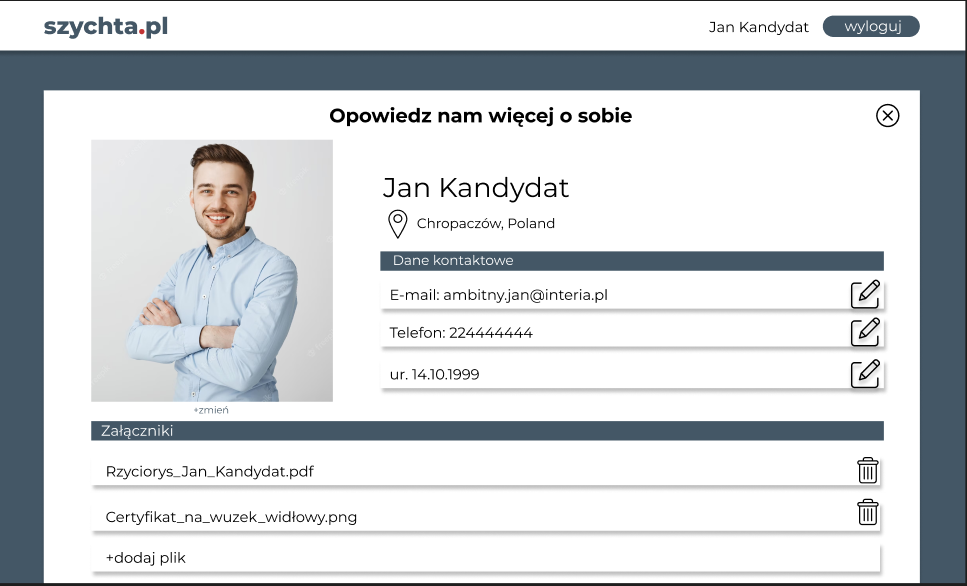 szychta.pl
Jan Kandydat
wyloguj
Opowiedz nam więcej o sobie
Jan Kandydat
Chropaczów, Poland
Dane kontaktowe
E-mail: ambitny.jan@interia.pl
Telefon: 224444444
ur. 14.10.1999
+zmień
Załączniki
Rzyciorys_Jan_Kandydat.pdf
Certyfikat_na_wuzek_widłowy.png
+dodaj plik